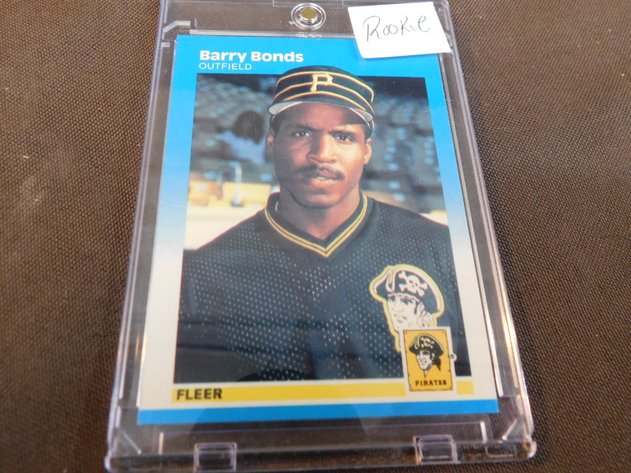 Rookie
Barry Bonds
OUTFIELD
P
PIRATES
FLEER